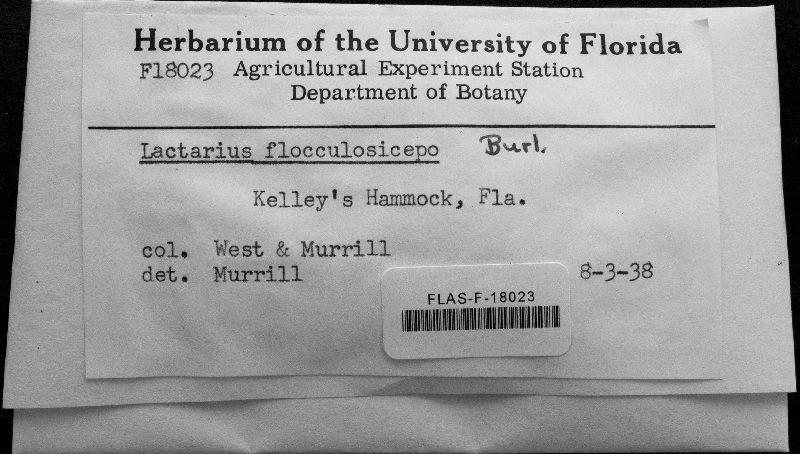 Herbarium of the University of Florida
F18023 Agricultural Experiment Station
Department of Botany
Lactarius flocculosicepo Burl.
Kelley's Hammock, Fla.
col. West & Murrill
det. Murrill 8-3-38
FLAS-F-18023